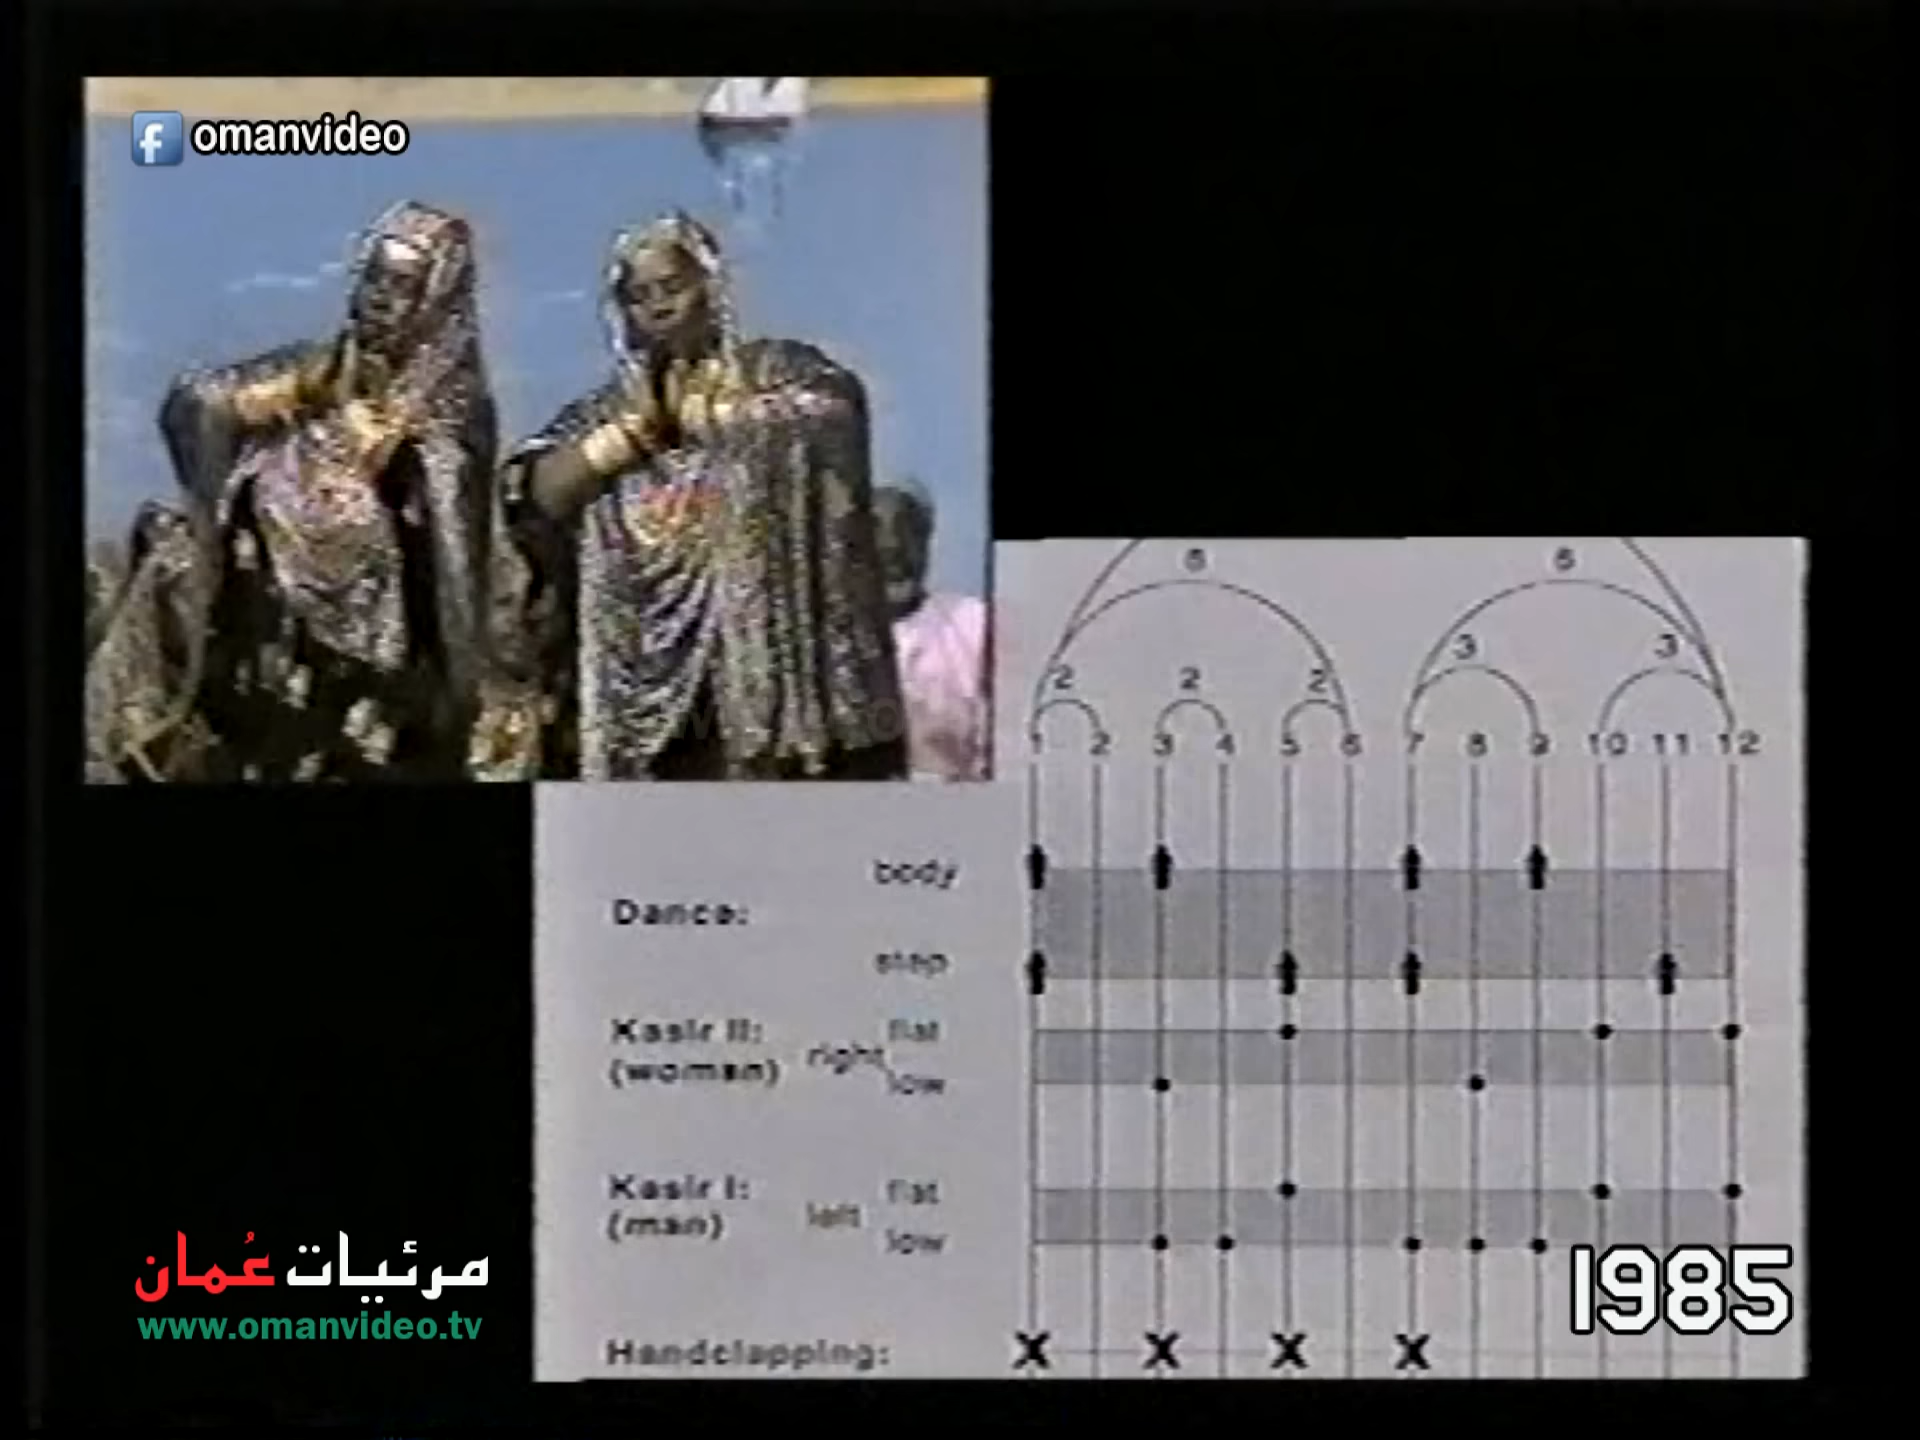 omanvideo
6 6
3 3
2 2 2
1 2 3 4 5 6 7 8 9 10 11 12
body
Dance:
step
Kasir II: flat
(woman) right low
Kasir I: flat
(man) left low
Handclapping: X X X X
1985
مرئيات عُمان
www.omanvideo.tv